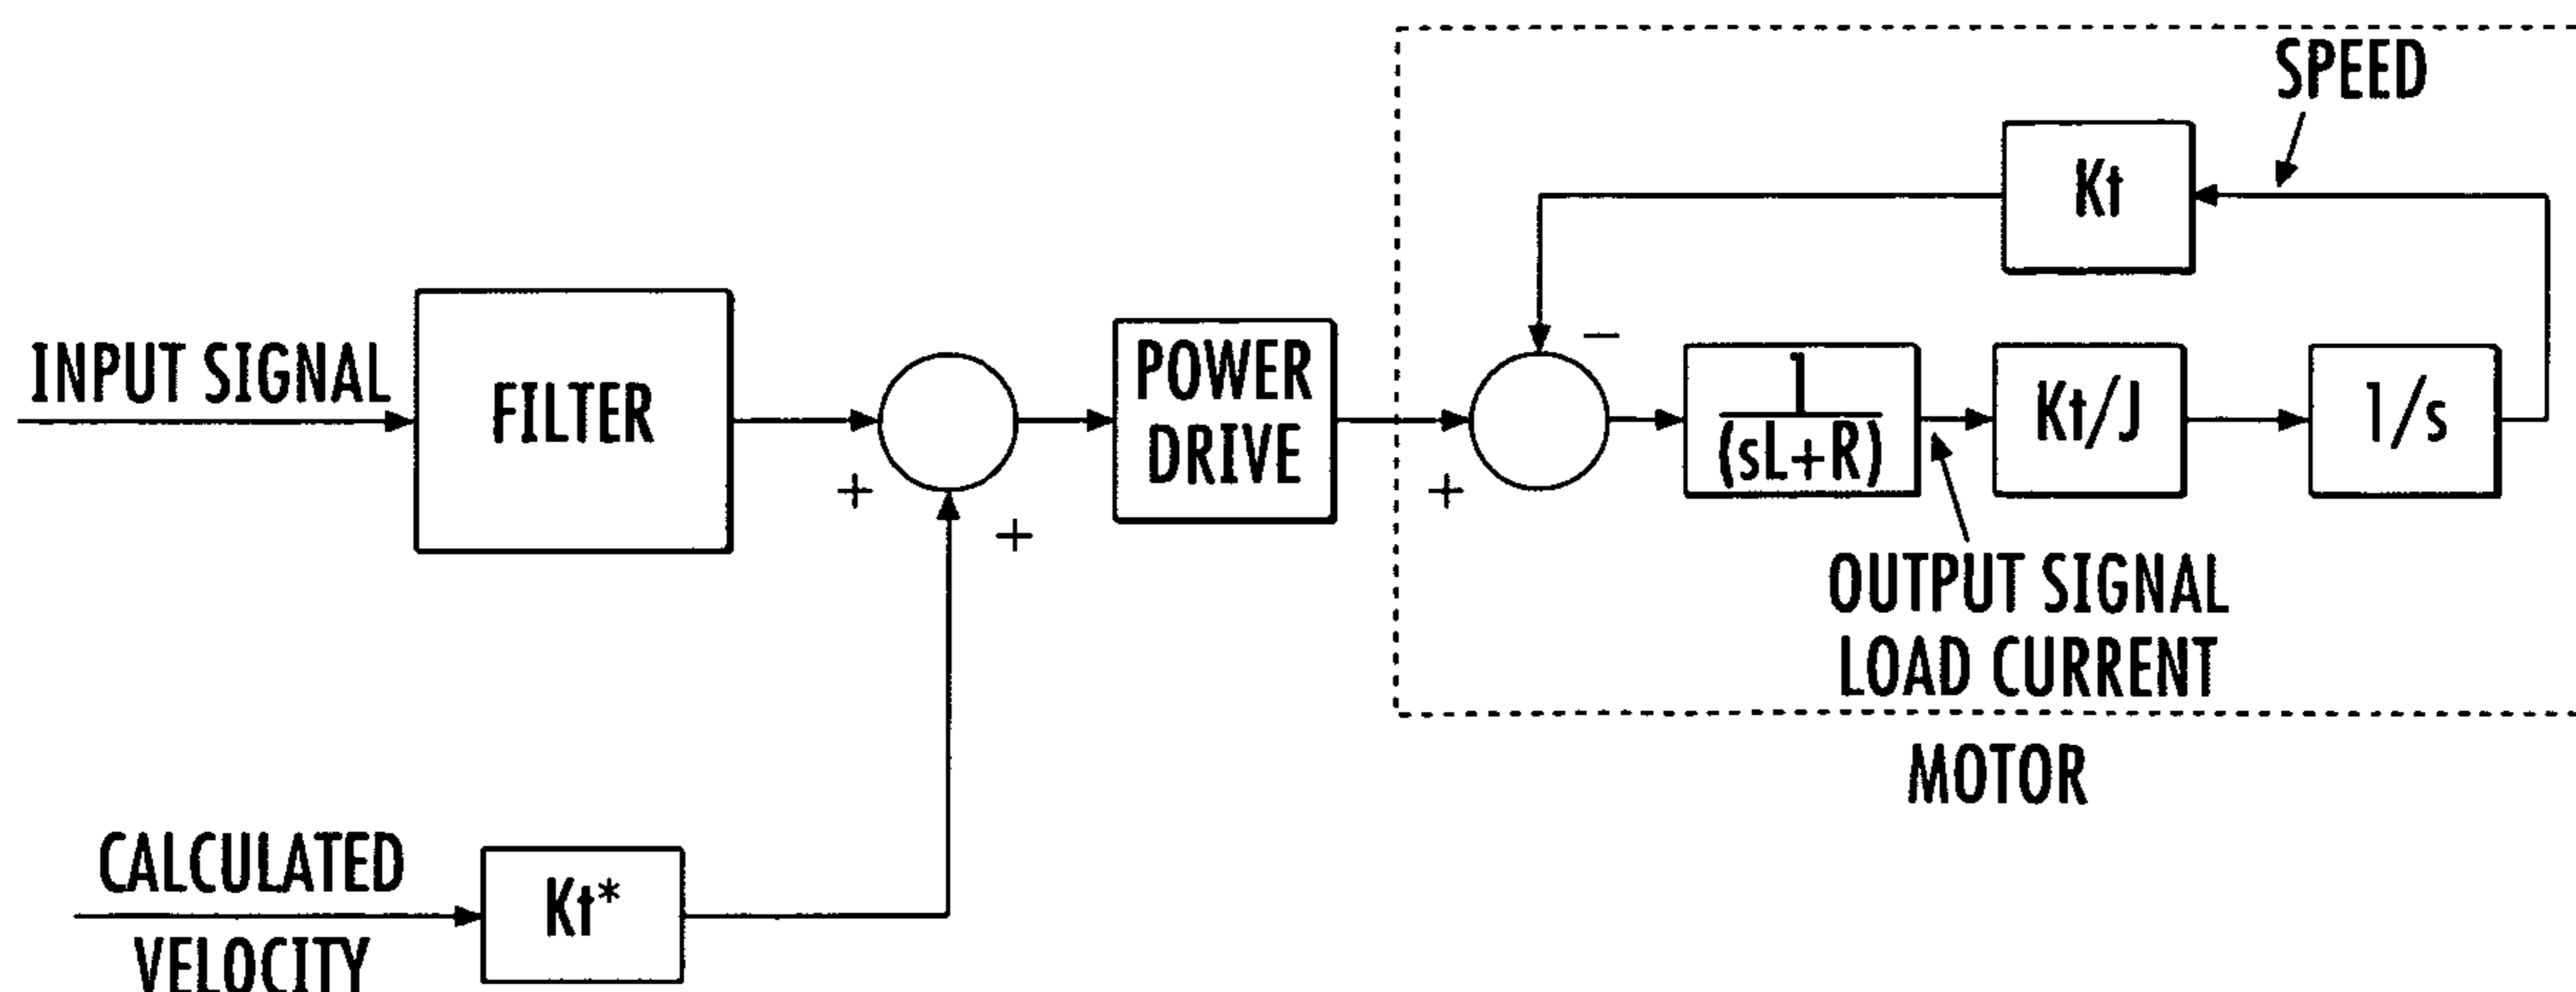 SPEED
Kt
INPUT SIGNAL
FILTER
POWER
DRIVE
−
1
(sL+R)
Kt/J
1/s
+
+
+
OUTPUT SIGNAL
LOAD CURRENT
MOTOR
CALCULATED
VELOCITY
Kt*